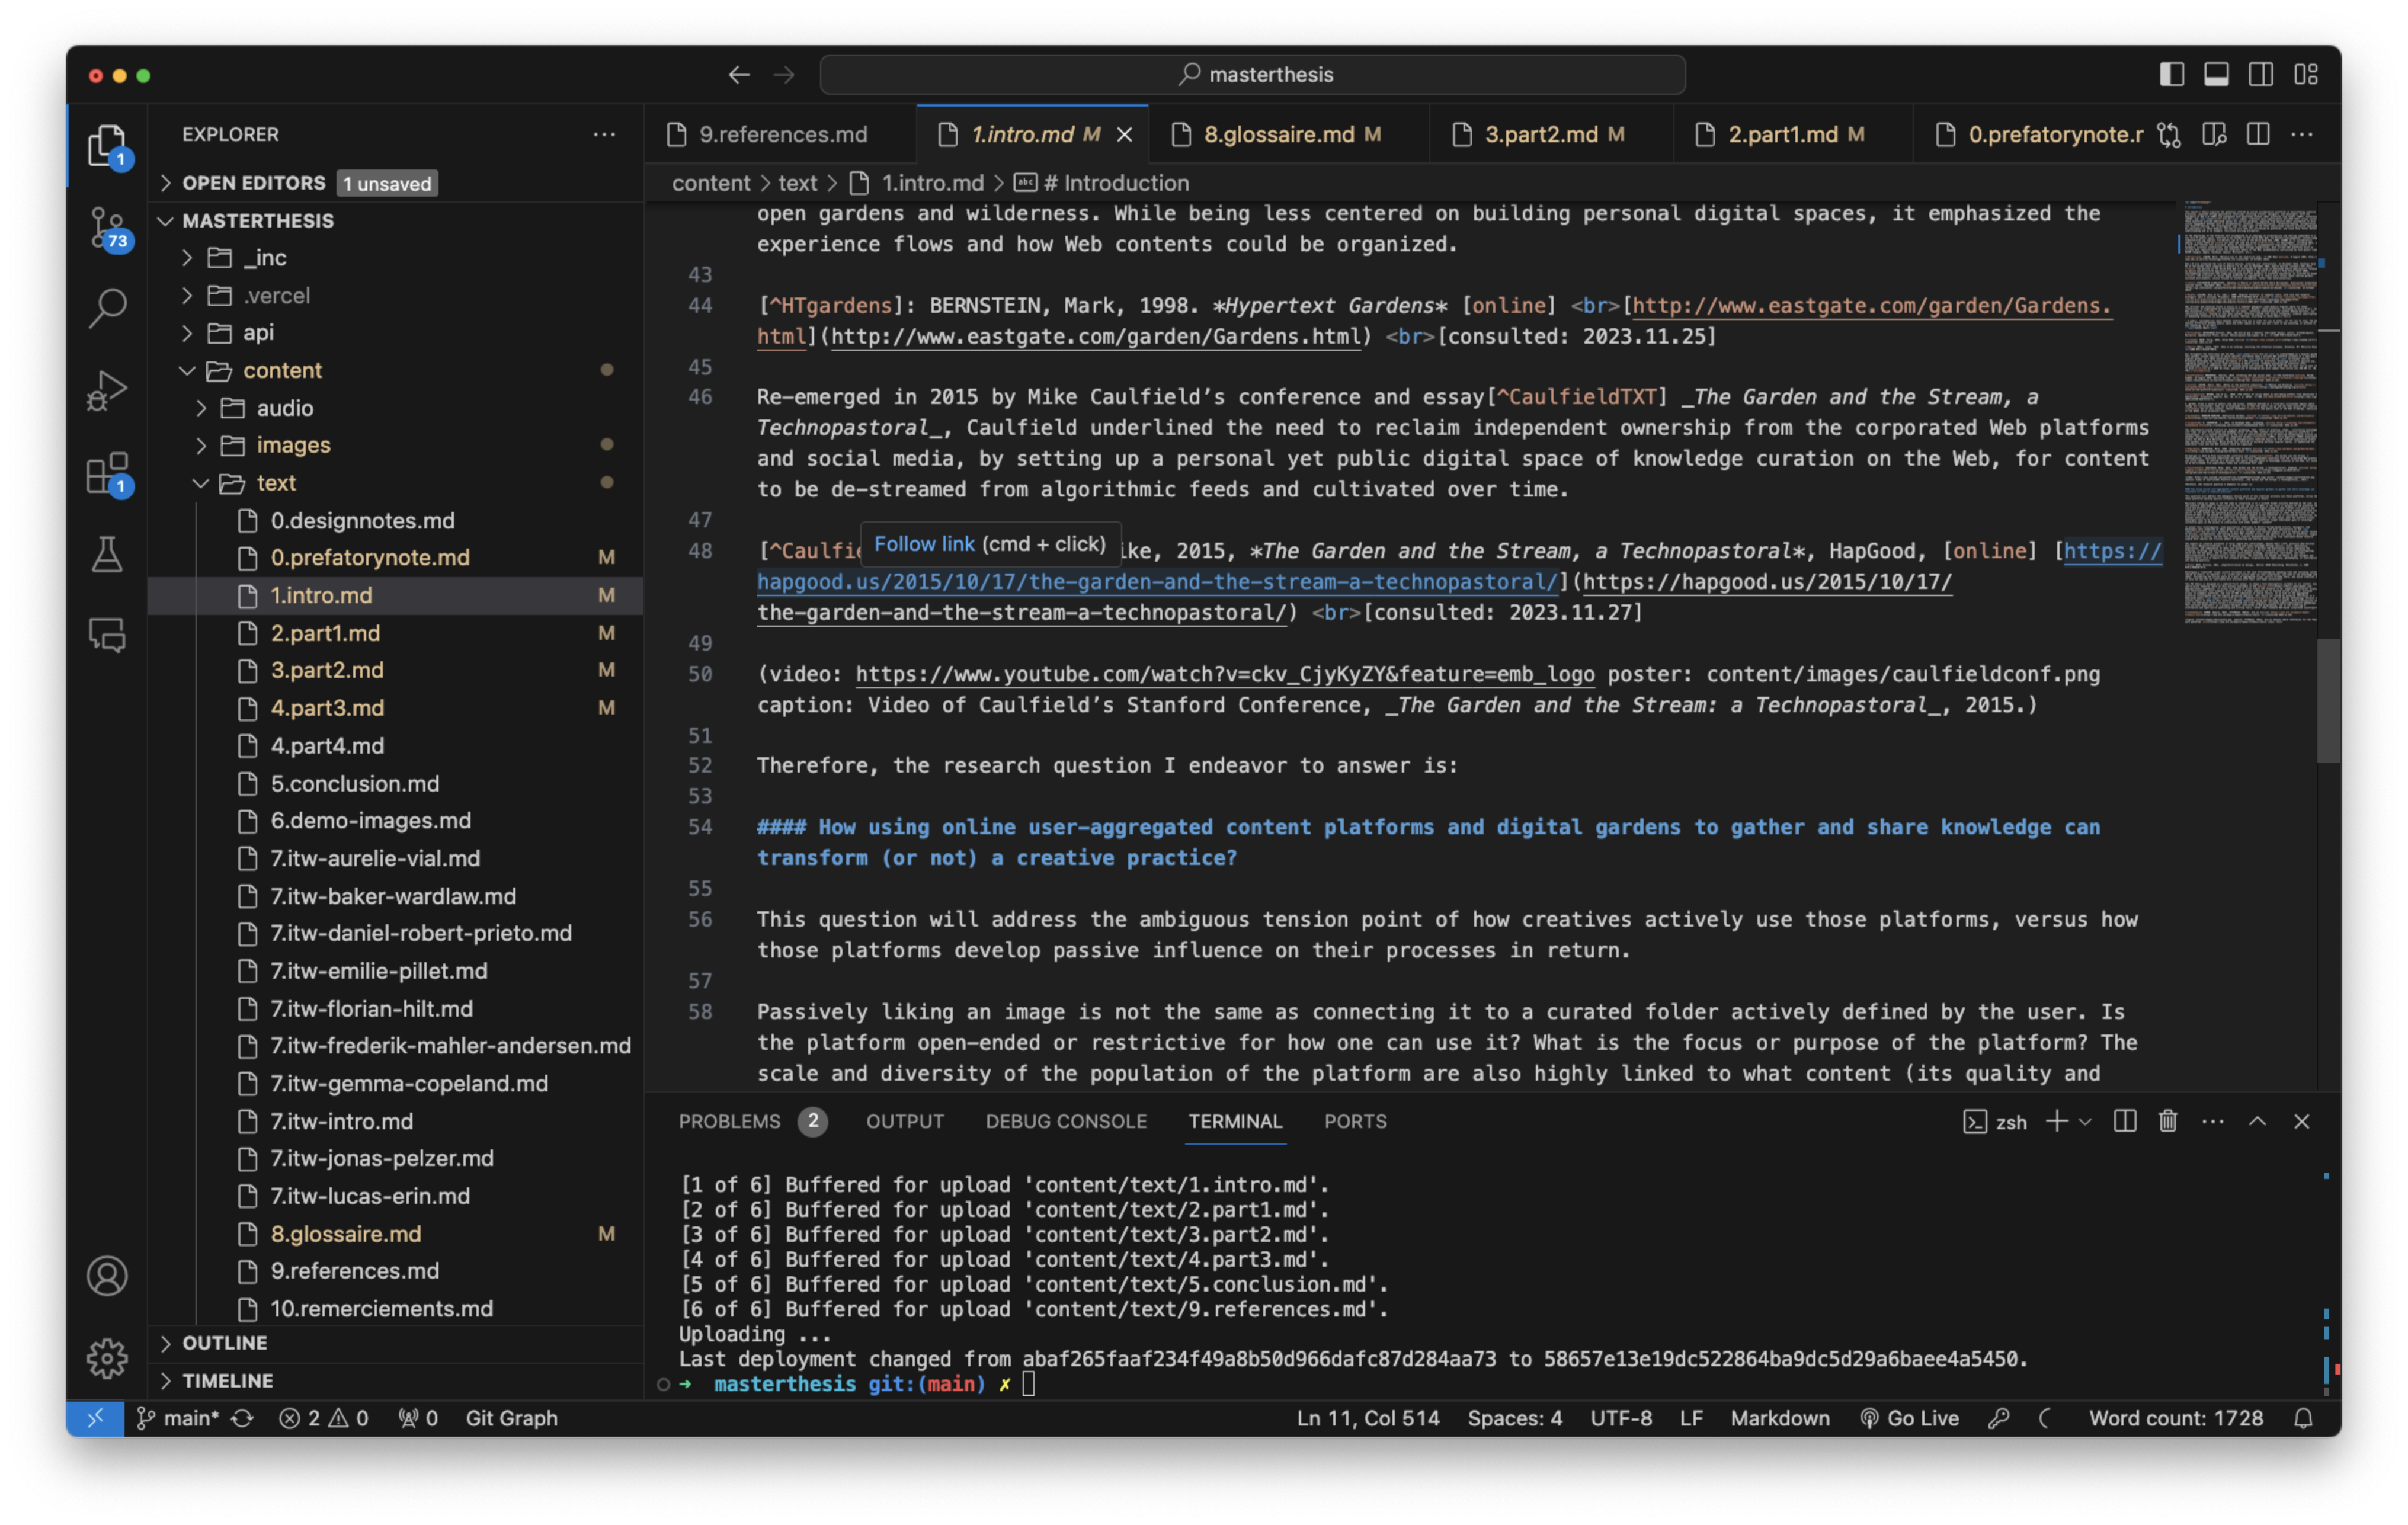 masterthesis
EXPLORER
OPEN EDITORS 1 unsaved
MASTERTHESIS
_inc
.vercel
api
content
audio
images
text
0.designnotes.md
0.prefatorynote.md M
1.intro.md M
2.part1.md M
3.part2.md M
4.part3.md M
4.part4.md
5.conclusion.md
6.demo-images.md
7.itw-aurelie-vial.md
7.itw-baker-wardlaw.md
7.itw-daniel-robert-prieto.md
7.itw-emilie-pillet.md
7.itw-florian-hilt.md
7.itw-frederik-mahler-andersen.md
7.itw-gemma-copeland.md
7.itw-intro.md
7.itw-jonas-pelzer.md
7.itw-lucas-erin.md
8.glossaire.md M
9.references.md
10.remerciements.md
OUTLINE
TIMELINE
1
73
1
9.references.md 1.intro.md M 8.glossaire.md M 3.part2.md M 2.part1.md M 0.prefatorynote.r
content > text > 1.intro.md > abc # Introduction
open gardens and wilderness. While being less centered on building personal digital spaces, it emphasized the
experience flows and how Web contents could be organized.
43
44 [^HTgardens]: BERNSTEIN, Mark, 1998. *Hypertext Gardens* [online] <br>[http://www.eastgate.com/garden/Gardens.
html](http://www.eastgate.com/garden/Gardens.html) <br>[consulted: 2023.11.25]
45
46 Re-emerged in 2015 by Mike Caulfield’s conference and essay[^CaulfieldTXT] _The Garden and the Stream, a
Technopastoral_, Caulfield underlined the need to reclaim independent ownership from the corporated Web platforms
and social media, by setting up a personal yet public digital space of knowledge curation on the Web, for content
to be de-streamed from algorithmic feeds and cultivated over time.
47
Follow link (cmd + click)
48 [^Caulfie ike, 2015, *The Garden and the Stream, a Technopastoral*, HapGood, [online] [https://
hapgood.us/2015/10/17/the-garden-and-the-stream-a-technopastoral/](https://hapgood.us/2015/10/17/
the-garden-and-the-stream-a-technopastoral/) <br>[consulted: 2023.11.27]
49
50 (video: https://www.youtube.com/watch?v=ckv_CjyKyZY&feature=emb_logo poster: content/images/caulfieldconf.png
caption: Video of Caulfield’s Stanford Conference, _The Garden and the Stream: a Technopastoral_, 2015.)
51
52 Therefore, the research question I endeavor to answer is:
53
54 #### How using online user-aggregated content platforms and digital gardens to gather and share knowledge can
transform (or not) a creative practice?
55
56 This question will address the ambiguous tension point of how creatives actively use those platforms, versus how
those platforms develop passive influence on their processes in return.
57
58 Passively liking an image is not the same as connecting it to a curated folder actively defined by the user. Is
the platform open-ended or restrictive for how one can use it? What is the focus or purpose of the platform? The
scale and diversity of the population of the platform are also highly linked to what content (its quality and
PROBLEMS 2 OUTPUT DEBUG CONSOLE TERMINAL PORTS zsh
[1 of 6] Buffered for upload 'content/text/1.intro.md'.
[2 of 6] Buffered for upload 'content/text/2.part1.md'.
[3 of 6] Buffered for upload 'content/text/3.part2.md'.
[4 of 6] Buffered for upload 'content/text/4.part3.md'.
[5 of 6] Buffered for upload 'content/text/5.conclusion.md'.
[6 of 6] Buffered for upload 'content/text/9.references.md'.
Uploading ...
Last deployment changed from abaf265faaf234f49a8b50d966dafc87d284aa73 to 58657e13e19dc522864ba9dc5d29a6baee4a5450.
➜ masterthesis git:(main) ✗
main* 2 0 0 Git Graph Ln 11, Col 514 Spaces: 4 UTF-8 LF Markdown Go Live Word count: 1728